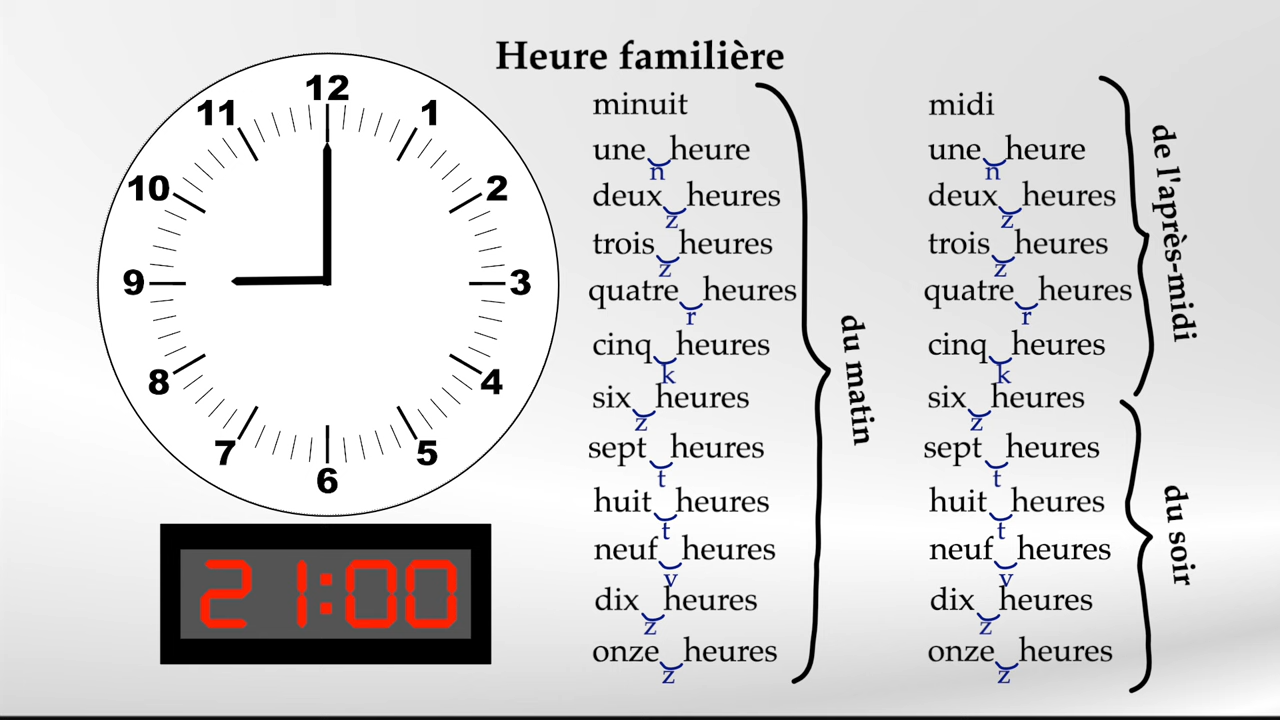 Heure familière
12
11
1
10
2
9
3
8
4
7
5
6
21:00
minuit
une heure
n
deux heures
z
trois heures
z
quatre heures
r
cinq heures
k
six heures
z
sept heures
t
huit heures
t
neuf heures
v
dix heures
z
onze heures
z
du matin
midi
une heure
n
deux heures
z
trois heures
z
quatre heures
r
cinq heures
k
six heures
z
sept heures
t
huit heures
t
neuf heures
v
dix heures
z
onze heures
z
de l'après-midi
du soir